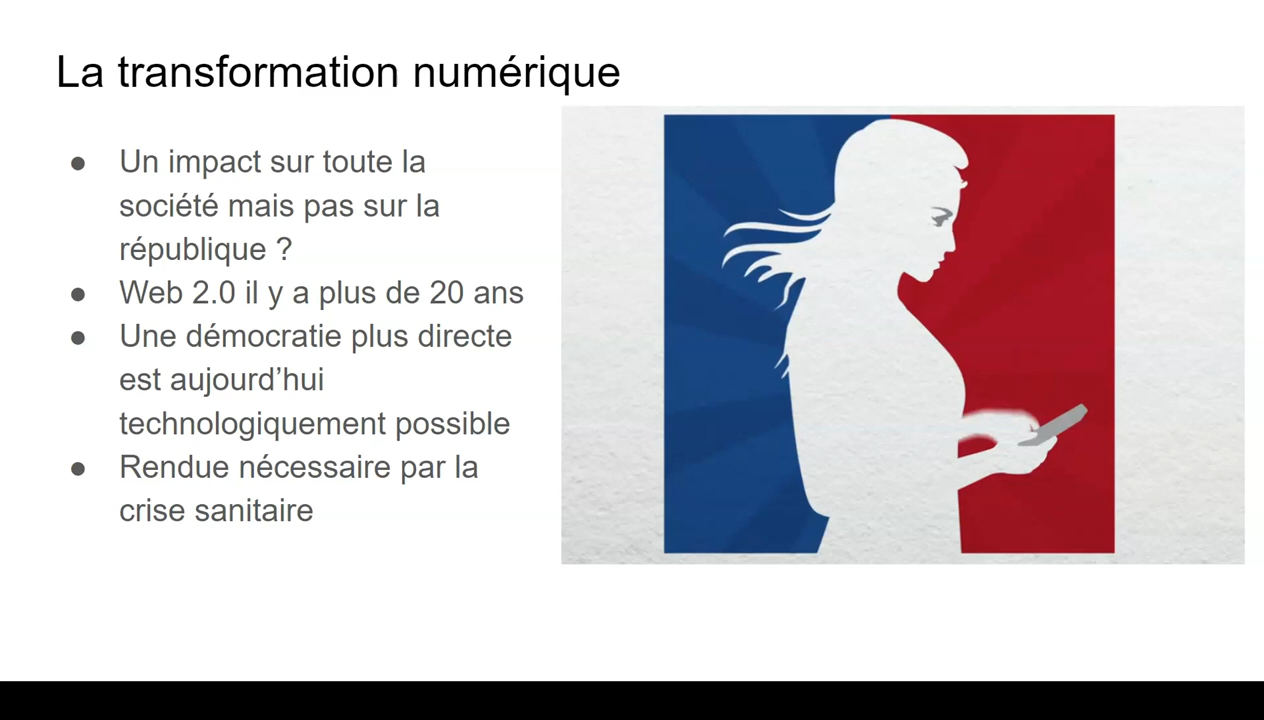 La transformation numérique
● Un impact sur toute la
société mais pas sur la
république ?
● Web 2.0 il y a plus de 20 ans
● Une démocratie plus directe
est aujourd’hui
technologiquement possible
● Rendue nécessaire par la
crise sanitaire